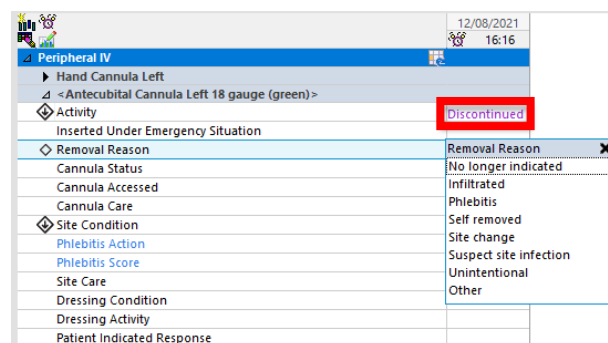 12/08/2021
16:16
Peripheral IV
Hand Cannula Left
<Antecubital Cannula Left 18 gauge (green)>
Activity
Discontinued
Inserted Under Emergency Situation
Removal Reason
Cannula Status
Cannula Accessed
Cannula Care
Site Condition
Phlebitis Action
Phlebitis Score
Site Care
Dressing Condition
Dressing Activity
Patient Indicated Response
Removal Reason
No longer indicated
Infiltrated
Phlebitis
Self removed
Site change
Suspect site infection
Unintentional
Other